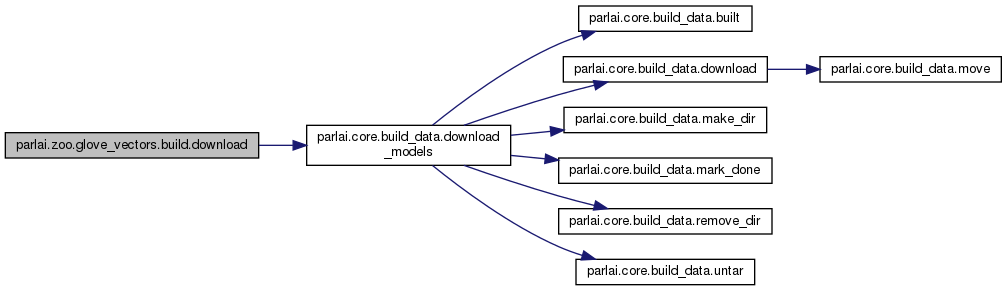 parlai.zoo.glove_vectors.build.download
parlai.core.build_data.download
_models
parlai.core.build_data.built
parlai.core.build_data.download
parlai.core.build_data.move
parlai.core.build_data.make_dir
parlai.core.build_data.mark_done
parlai.core.build_data.remove_dir
parlai.core.build_data.untar